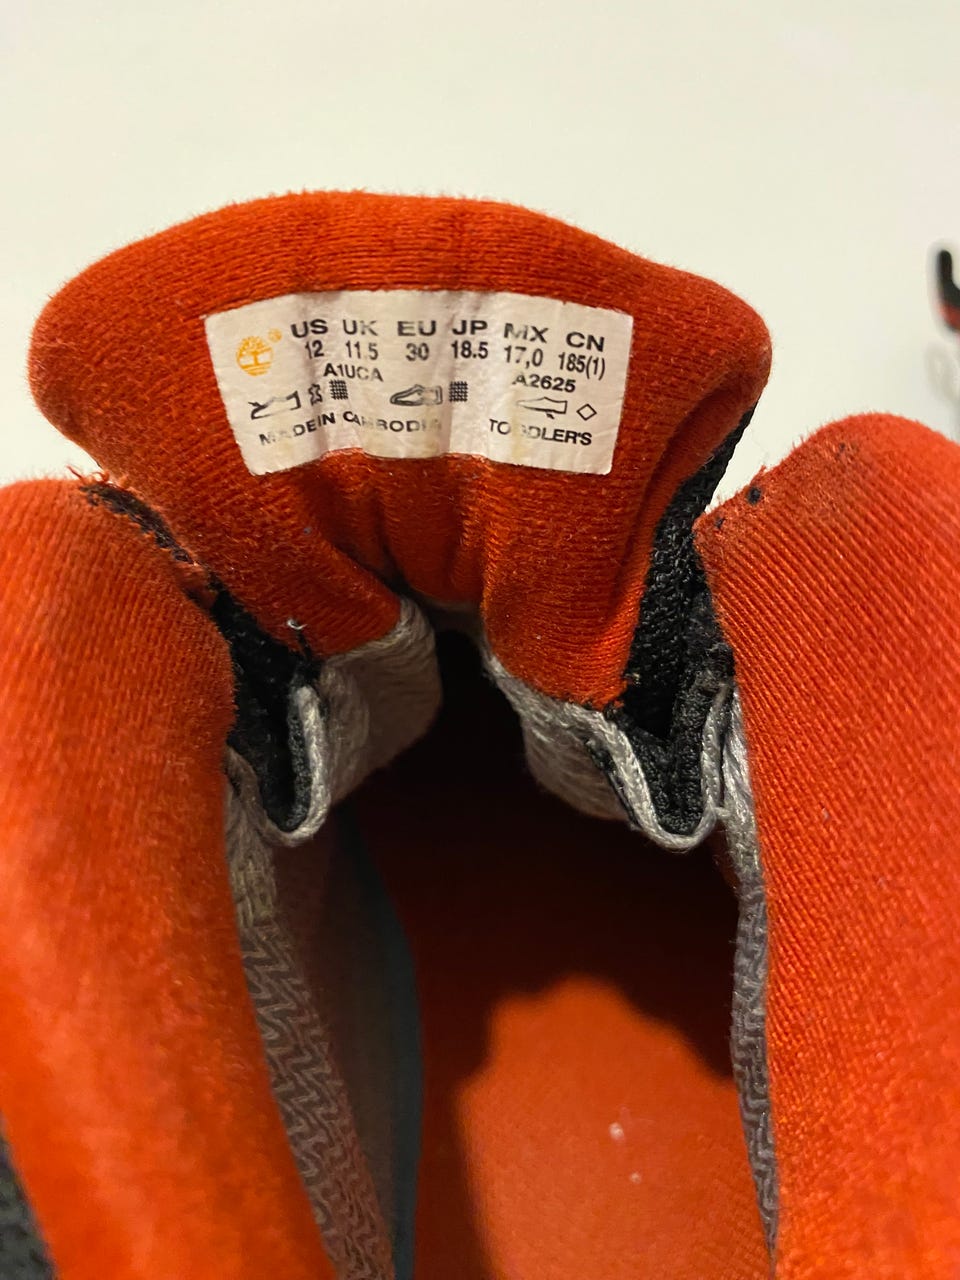 US UK EU JP MX CN
12 11.5 30 18.5 17,0 185(1)
A1UCA A2625
MADE IN CAMBODIA TODDLER'S